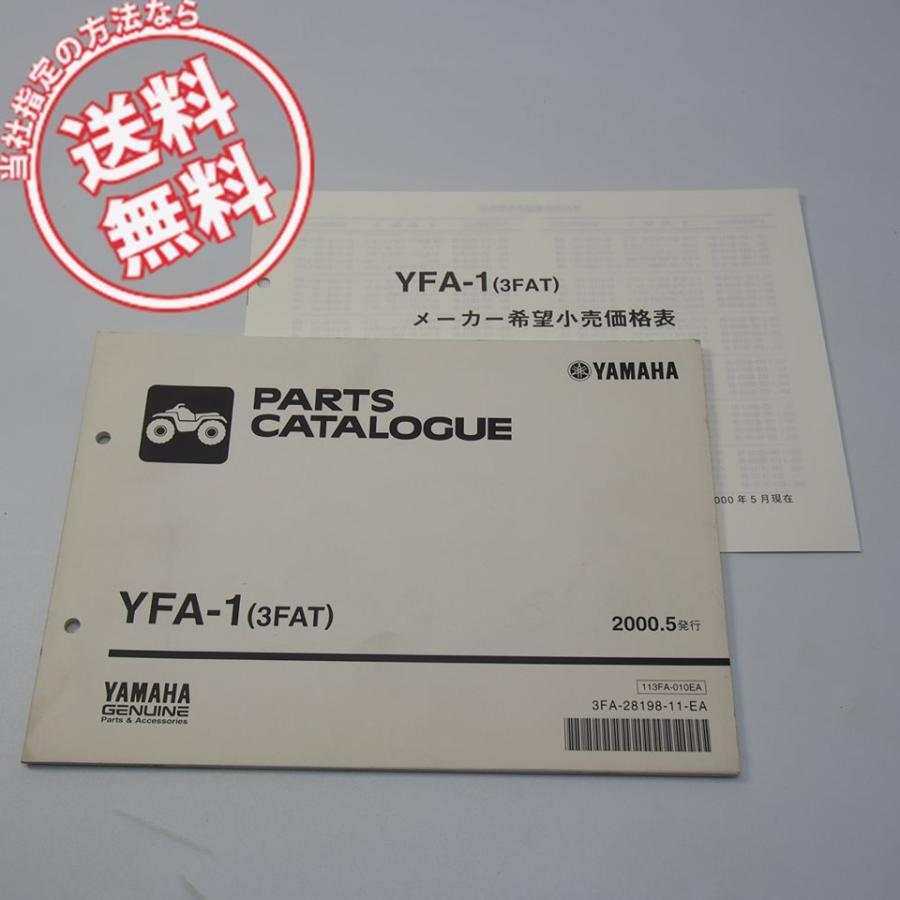 当社指定の方法なら
送料
無料
YFA-1(3FAT)
メーカー希望小売価格表
000年5月現在
YAMAHA
PARTS
CATALOGUE
YFA-1(3FAT)
2000.5発行
113FA-010EA
3FA-28198-11-EA
YAMAHA
GENUINE
Parts & Accessories